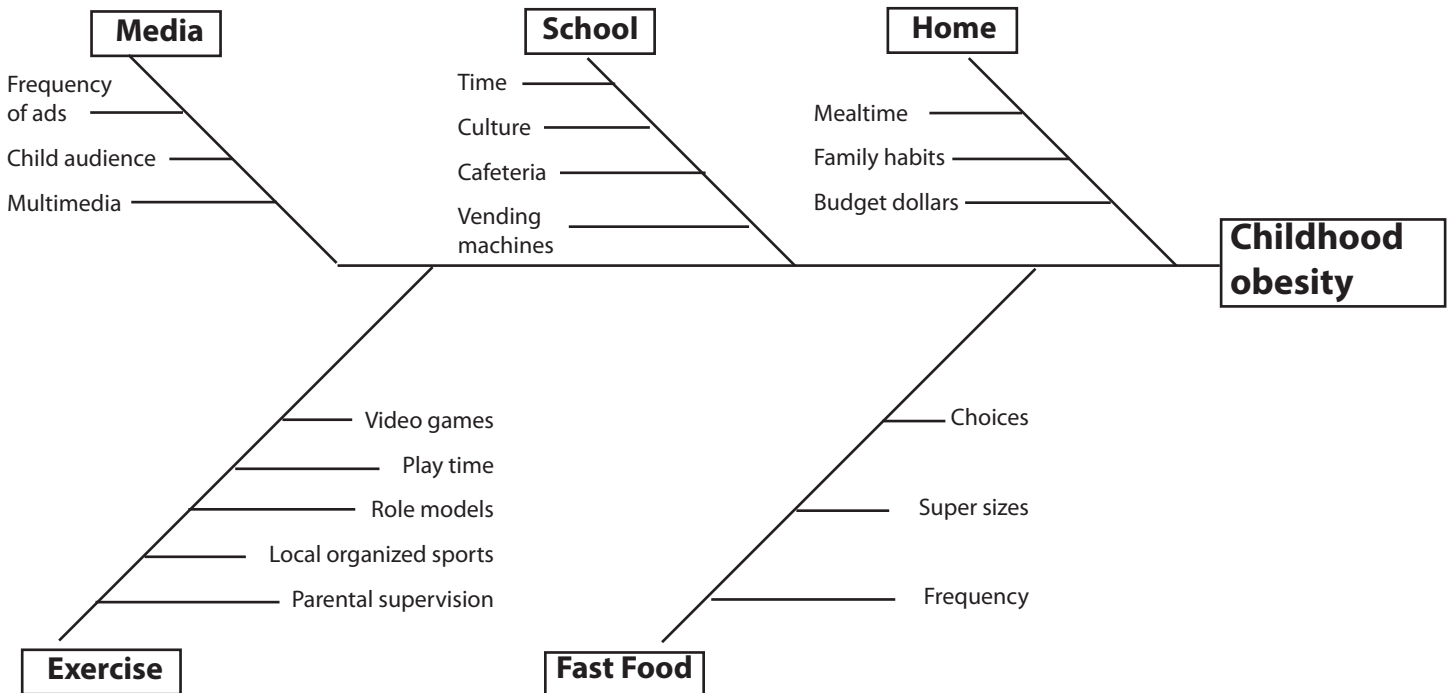 Media
Frequency
of ads
Child audience
Multimedia
School
Time
Culture
Cafeteria
Vending
machines
Home
Mealtime
Family habits
Budget dollars
Childhood
obesity
Video games
Play time
Role models
Local organized sports
Parental supervision
Exercise
Choices
Super sizes
Frequency
Fast Food